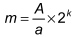 m = A/a × 2^k